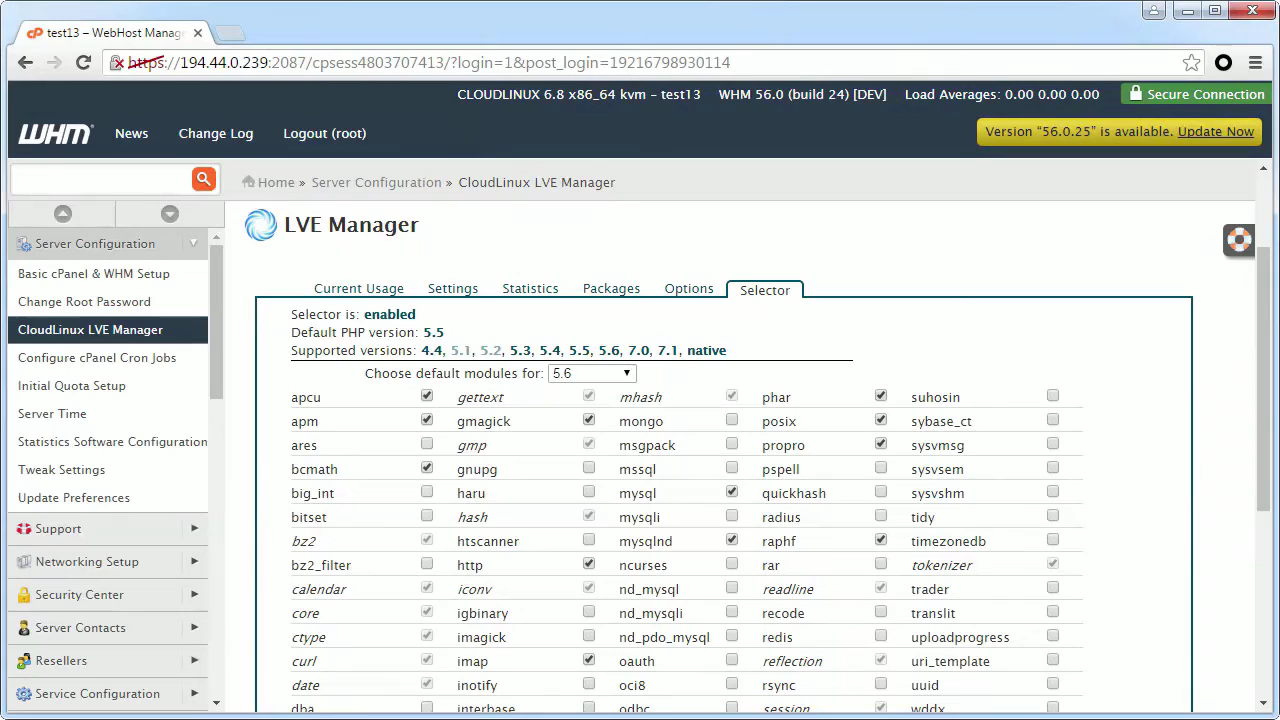 test13 – WebHost Manag
https://194.44.0.239:2087/cpsess4803707413/?login=1&post_login=19216798930114
CLOUDLINUX 6.8 x86_64 kvm – test13 WHM 56.0 (build 24) [DEV] Load Averages: 0.00 0.00 0.00 Secure Connection
WHM News Change Log Logout (root) Version “56.0.25” is available. Update Now
Home » Server Configuration » CloudLinux LVE Manager
LVE Manager
Server Configuration
Basic cPanel & WHM Setup
Change Root Password
CloudLinux LVE Manager
Configure cPanel Cron Jobs
Initial Quota Setup
Server Time
Statistics Software Configuration
Tweak Settings
Update Preferences
Support
Networking Setup
Security Center
Server Contacts
Resellers
Service Configuration
Current Usage Settings Statistics Packages Options Selector
Selector is: enabled
Default PHP version: 5.5
Supported versions: 4.4, 5.1, 5.2, 5.3, 5.4, 5.5, 5.6, 7.0, 7.1, native
Choose default modules for: 5.6
apcu gettext mhash phar suhosin
apm gmagick mongo posix sybase_ct
ares gmp msgpack propro sysvmsg
bcmath gnupg mssql pspell sysvsem
big_int haru mysql quickhash sysvshm
bitset hash mysqli radius tidy
bz2 htscanner mysqlnd raphf timezonedb
bz2_filter http ncurses rar tokenizer
calendar iconv nd_mysql readline trader
core igbinary nd_mysqli recode translit
ctype imagick nd_pdo_mysql redis uploadprogress
curl imap oauth reflection uri_template
date inotify oci8 rsync uuid
dba interbase odbc session wddx